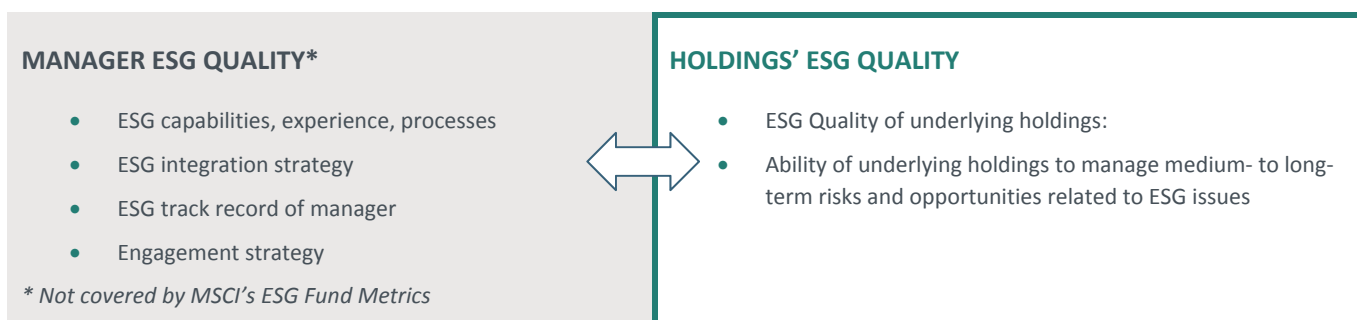 MANAGER ESG QUALITY*
• ESG capabilities, experience, processes
• ESG integration strategy
• ESG track record of manager
• Engagement strategy
* Not covered by MSCI's ESG Fund Metrics
HOLDINGS' ESG QUALITY
• ESG Quality of underlying holdings:
• Ability of underlying holdings to manage medium- to long-
term risks and opportunities related to ESG issues